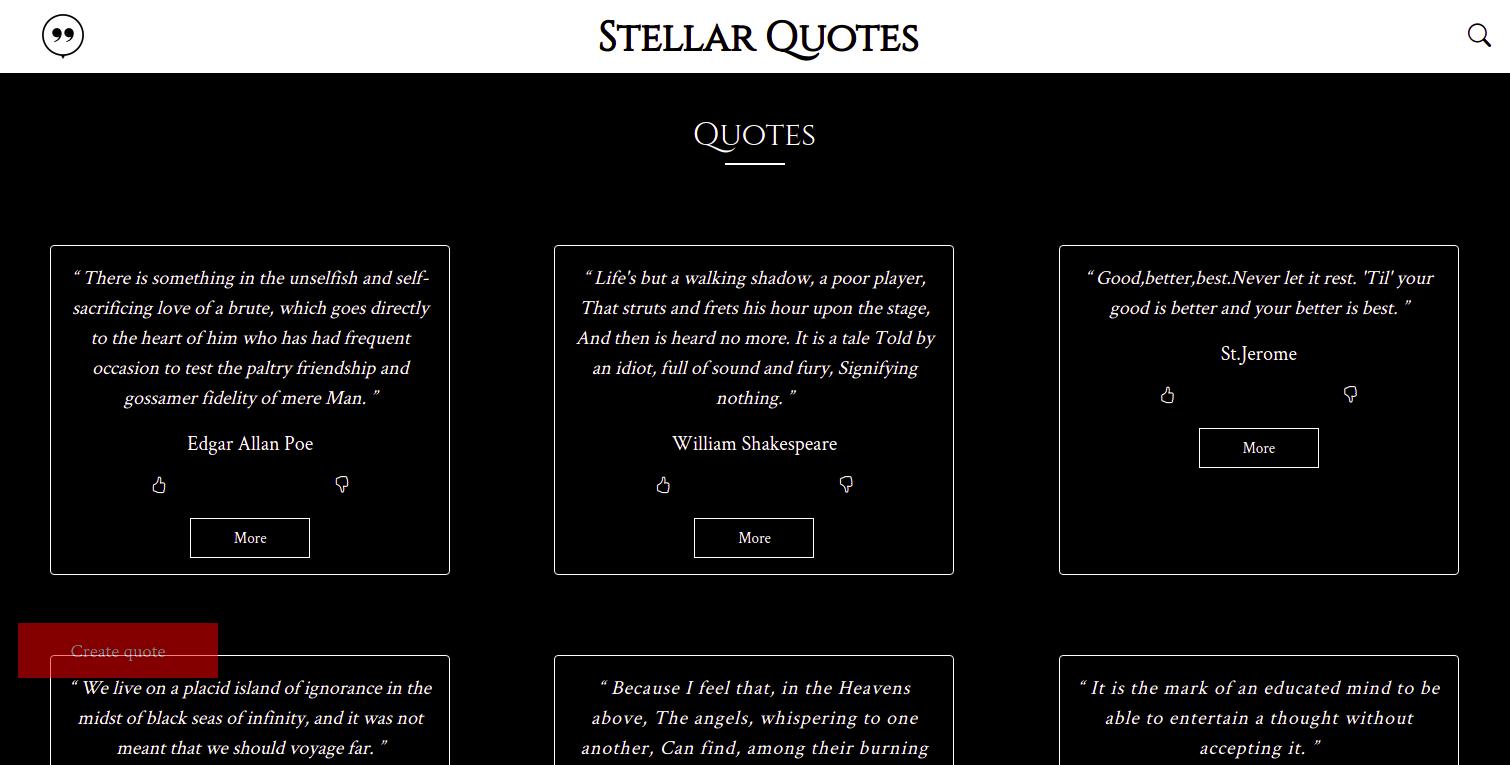 Stellar Quotes
Quotes
“ There is something in the unselfish and self-
sacrificing love of a brute, which goes directly
to the heart of him who has had frequent
occasion to test the paltry friendship and
gossamer fidelity of mere Man. ”
Edgar Allan Poe
More
“ Life's but a walking shadow, a poor player,
That struts and frets his hour upon the stage,
And then is heard no more. It is a tale Told by
an idiot, full of sound and fury, Signifying
nothing. ”
William Shakespeare
More
“ Good,better,best.Never let it rest. 'Til' your
good is better and your better is best. ”
St.Jerome
More
Create quote
“ We live on a placid island of ignorance in the
midst of black seas of infinity, and it was not
meant that we should voyage far. ”
“ Because I feel that, in the Heavens
above, The angels, whispering to one
another, Can find, among their burning
“ It is the mark of an educated mind to be
able to entertain a thought without
accepting it. ”